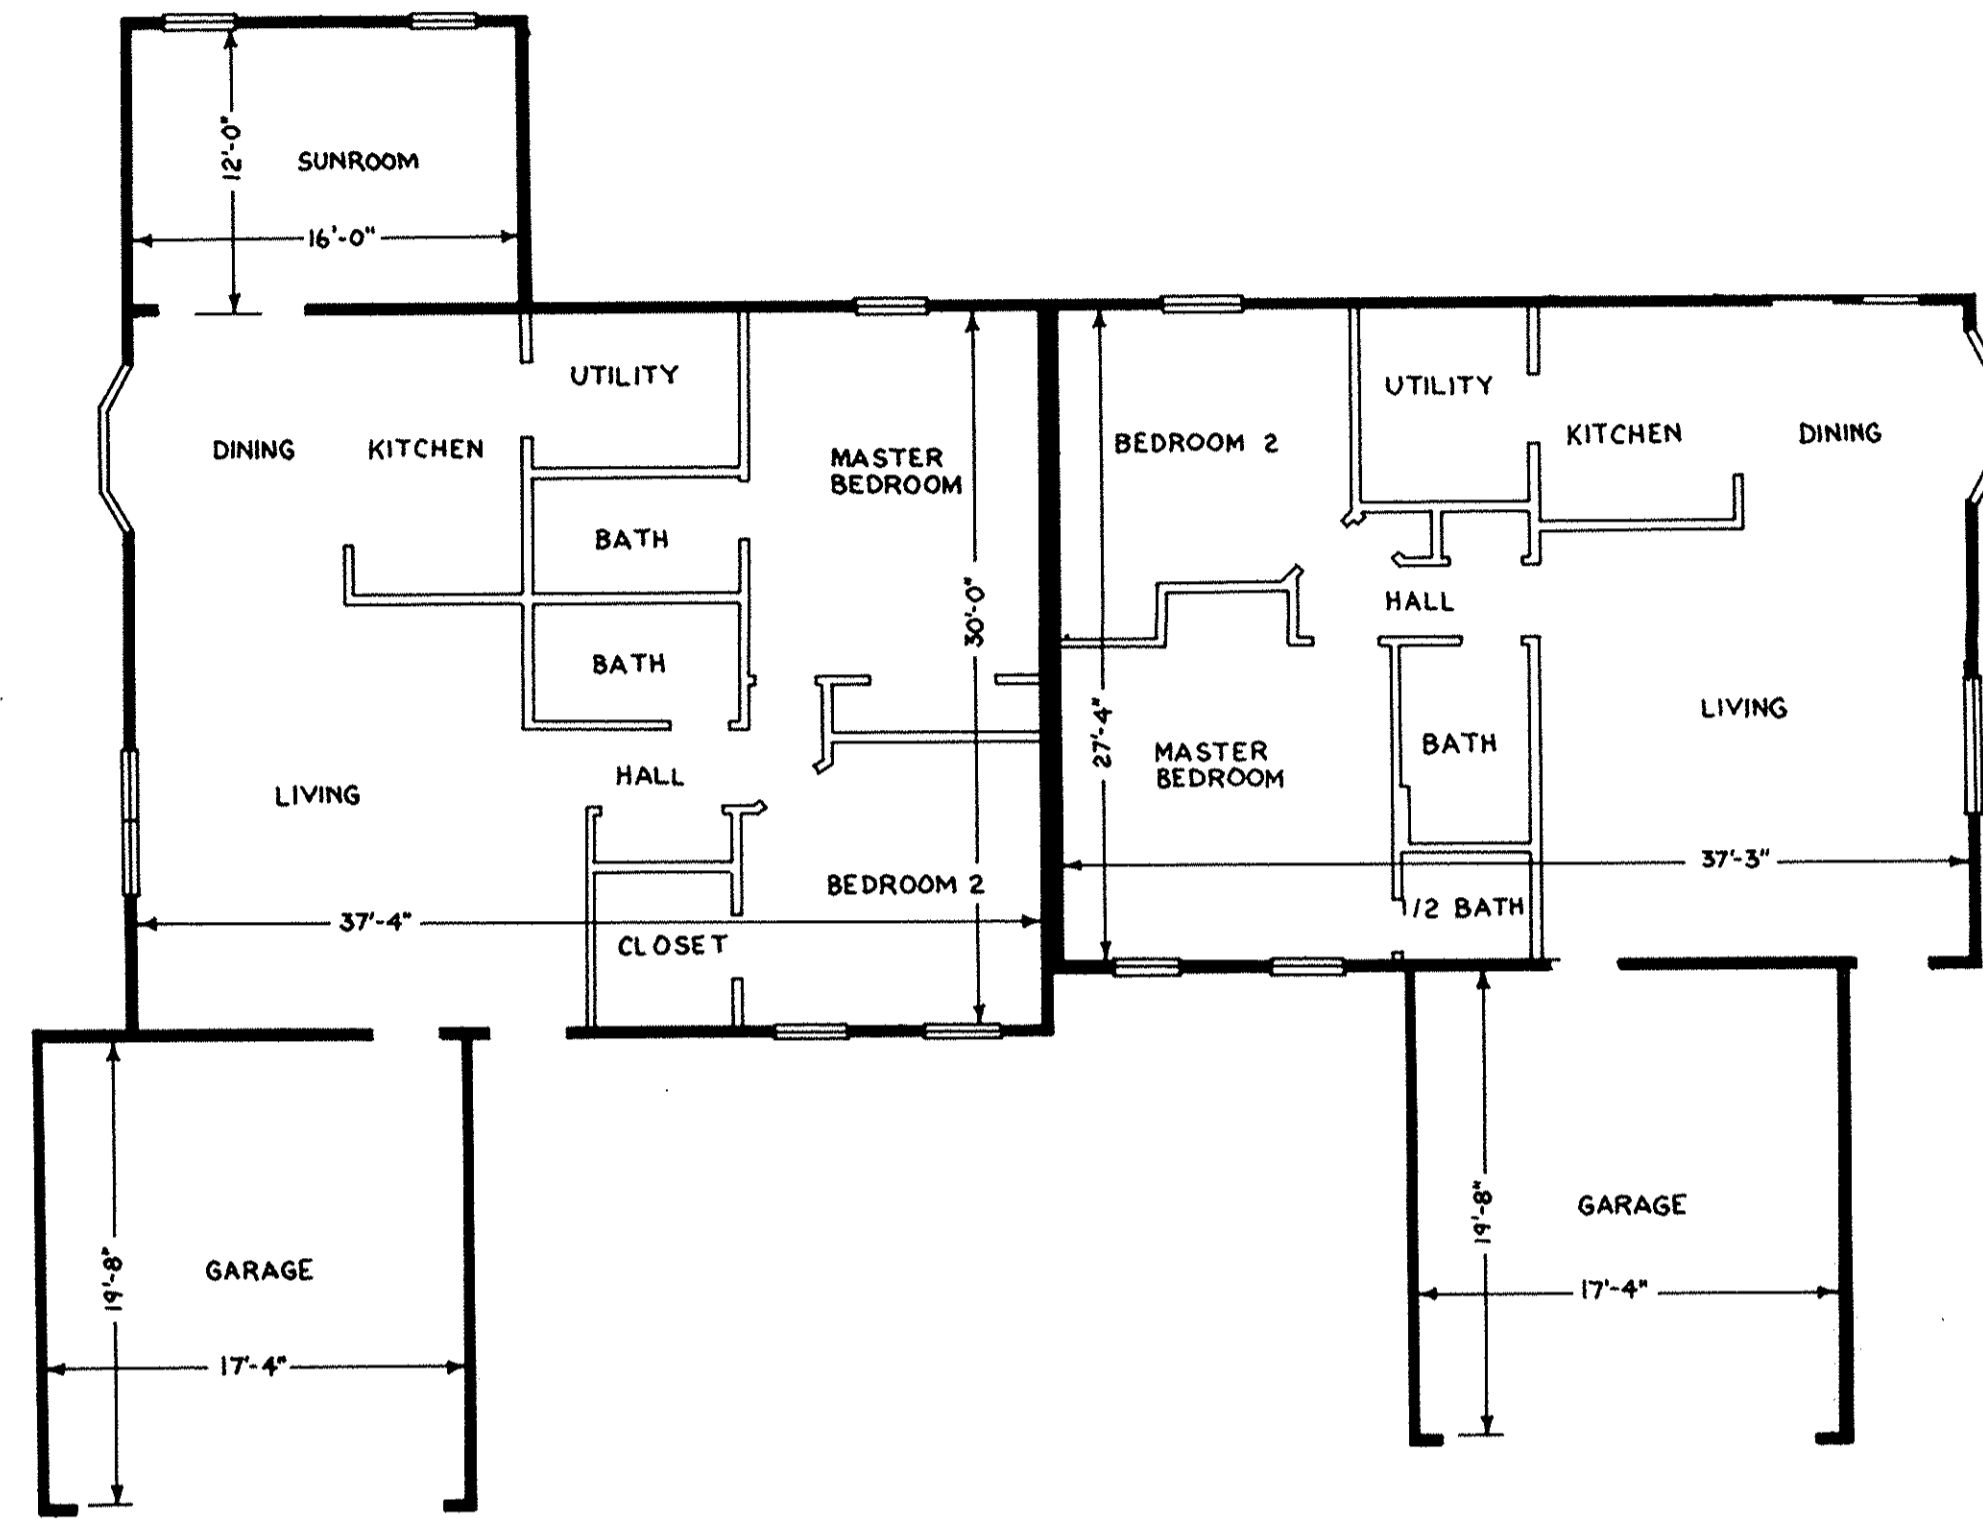 12'-0"
SUNROOM
16'-0"
UTILITY
DINING
KITCHEN
MASTER
BEDROOM
BATH
30'-0"
BATH
HALL
LIVING
BEDROOM 2
37'-4"
CLOSET
GARAGE
19'-8"
17'-4"
UTILITY
BEDROOM 2
KITCHEN
DINING
HALL
27'-4"
LIVING
MASTER
BEDROOM
BATH
37'-3"
1/2 BATH
19'-8"
GARAGE
17'-4"